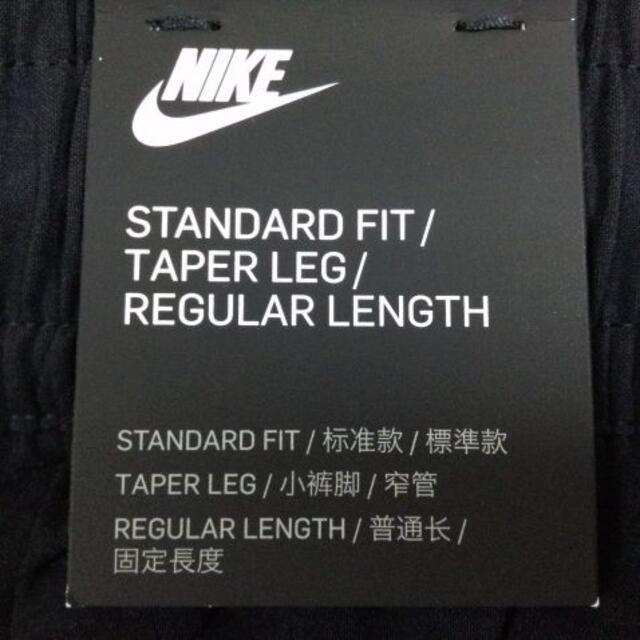 NIKE
STANDARD FIT /
TAPER LEG /
REGULAR LENGTH
STANDARD FIT / 标准款 / 標準款
TAPER LEG / 小裤脚 / 窄管
REGULAR LENGTH / 普通长 /
固定長度